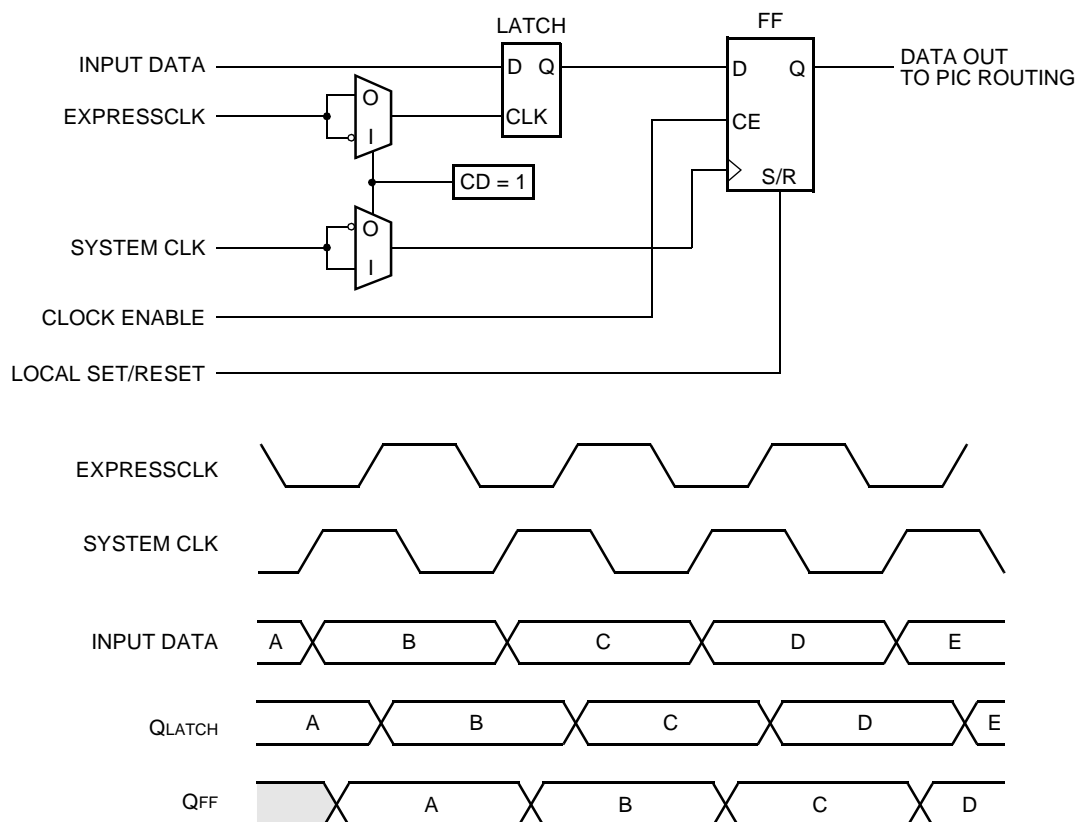 LATCH
FF
INPUT DATA
D Q
D Q
DATA OUT
TO PIC ROUTING
EXPRESSCLK
O
I
CLK
CE
CD = 1
S/R
SYSTEM CLK
O
I
CLOCK ENABLE
LOCAL SET/RESET
EXPRESSCLK
SYSTEM CLK
INPUT DATA
A B C D E
QLATCH
A B C D E
QFF
A B C D